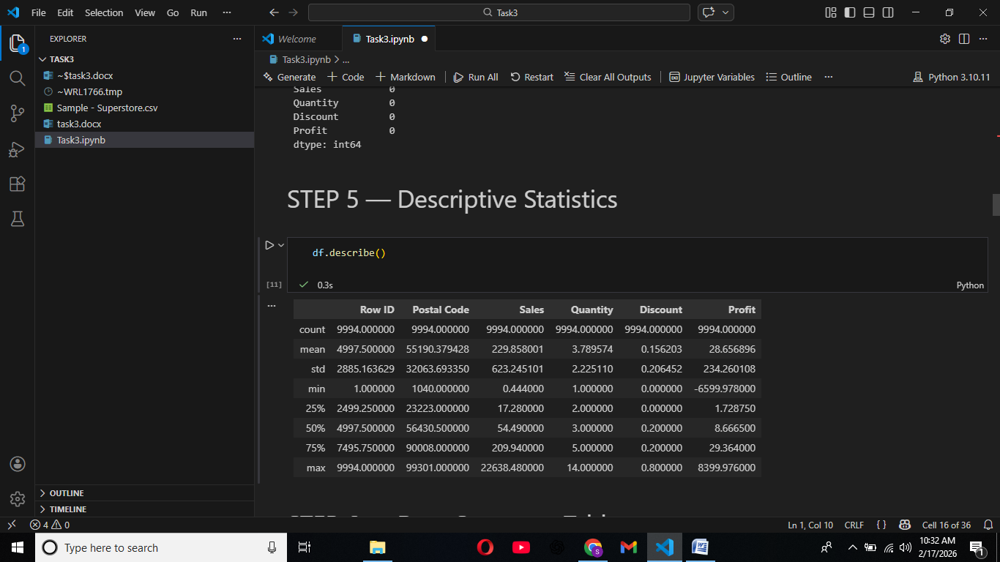 File Edit Selection View Go Run ··· Task3
EXPLORER ···
1
TASK3
~$task3.docx
~WRL1766.tmp
Sample - Superstore.csv
task3.docx
Task3.ipynb
OUTLINE
TIMELINE
Welcome Task3.ipynb
Task3.ipynb > ...
Generate + Code + Markdown Run All Restart Clear All Outputs Jupyter Variables Outline ··· Python 3.10.11
Sales 0
Quantity 0
Discount 0
Profit 0
dtype: int64
STEP 5 — Descriptive Statistics
df.describe()
[11] 0.3s Python
Row ID Postal Code Sales Quantity Discount Profit
count 9994.000000 9994.000000 9994.000000 9994.000000 9994.000000 9994.000000
mean 4997.500000 55190.379428 229.858001 3.789574 0.156203 28.656896
std 2885.163629 32063.693350 623.245101 2.225110 0.206452 234.260108
min 1.000000 1040.000000 0.444000 1.000000 0.000000 -6599.978000
25% 2499.250000 23223.000000 17.280000 2.000000 0.000000 1.728750
50% 4997.500000 56430.500000 54.490000 3.000000 0.200000 8.666500
75% 7495.750000 90008.000000 209.940000 5.000000 0.200000 29.364000
max 9994.000000 99301.000000 22638.480000 14.000000 0.800000 8399.976000
4 0 Ln 1, Col 10 CRLF { } Cell 16 of 36
Type here to search
S
10:32 AM
2/17/2026
1